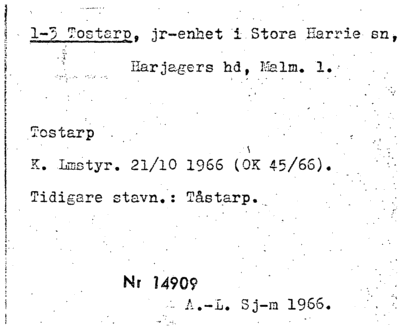 1-3 Tostarp, jr-enhet i Stora Harrie sn,
Harjagers hd, Malm. l.
Tostarp
K. Lmstyr. 21/10 1966 (OK 45/66).
Tidigare stavn.: Tåstarp.
Nr 14909
A.-L. Sj-m 1966.